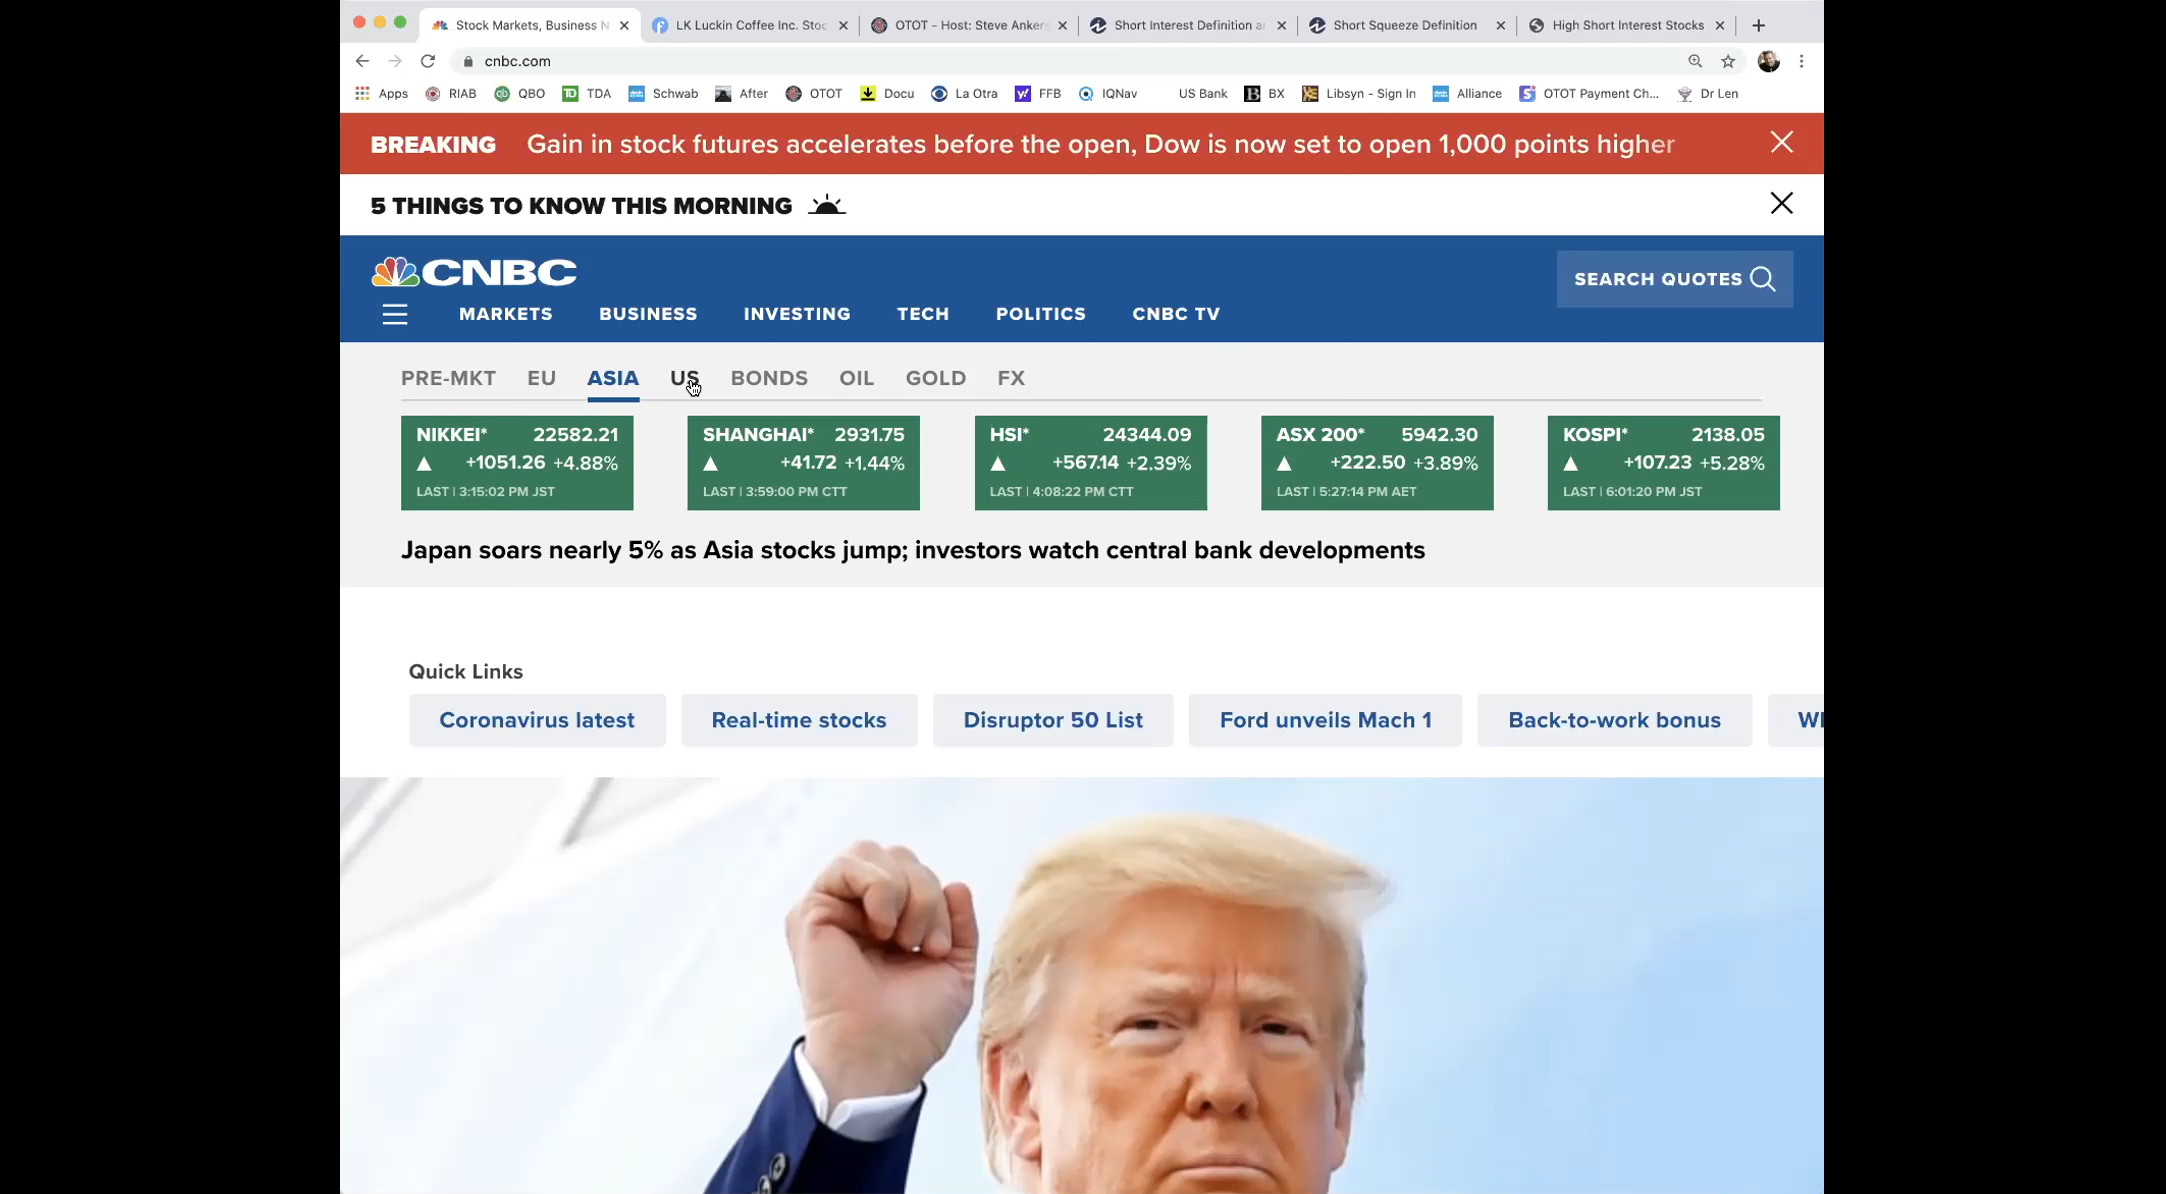 Stock Markets, Business N
LK Luckin Coffee Inc. Stoc
OTOT - Host: Steve Ankers
Short Interest Definition a
Short Squeeze Definition
High Short Interest Stocks
cnbc.com
Apps RIAB QBO TDA Schwab After OTOT Docu La Otra FFB IQNav US Bank BX Libsyn - Sign In Alliance OTOT Payment Ch... Dr Len
BREAKING Gain in stock futures accelerates before the open, Dow is now set to open 1,000 points higher
5 THINGS TO KNOW THIS MORNING
CNBC
SEARCH QUOTES
MARKETS BUSINESS INVESTING TECH POLITICS CNBC TV
PRE-MKT EU ASIA US BONDS OIL GOLD FX
NIKKEI* 22582.21
+1051.26 +4.88%
LAST | 3:15:02 PM JST
SHANGHAI* 2931.75
+41.72 +1.44%
LAST | 3:59:00 PM CTT
HSI* 24344.09
+567.14 +2.39%
LAST | 4:08:22 PM CTT
ASX 200* 5942.30
+222.50 +3.89%
LAST | 5:27:14 PM AET
KOSPI* 2138.05
+107.23 +5.28%
LAST | 6:01:20 PM JST
Japan soars nearly 5% as Asia stocks jump; investors watch central bank developments
Quick Links
Coronavirus latest Real-time stocks Disruptor 50 List Ford unveils Mach 1 Back-to-work bonus